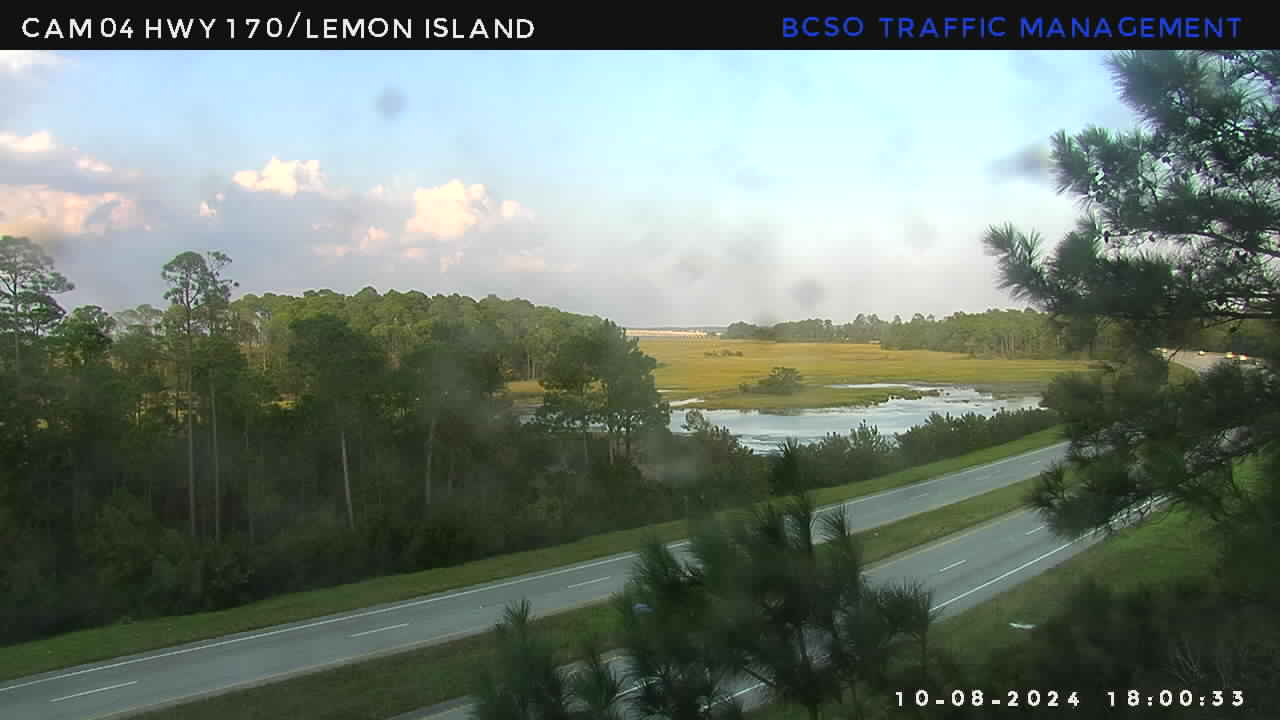 CAM04 HWY 170/LEMON ISLAND
BCSO TRAFFIC MANAGEMENT
10-08-2024 18:00:33